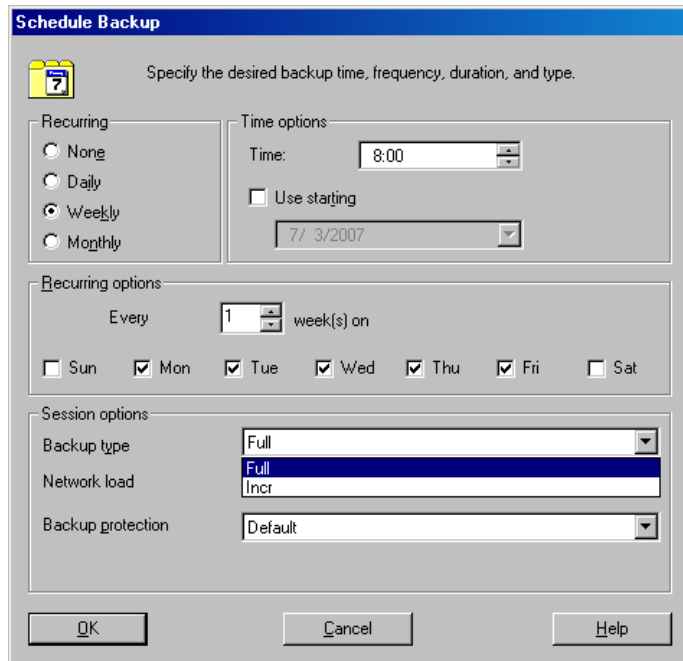 Schedule Backup
7
Specify the desired backup time, frequency, duration, and type.
Recurring
None
Daily
Weekly
Monthly
Time options
Time: 8:00
Use starting
7/ 3/2007
Recurring options
Every 1 week(s) on
Sun Mon Tue Wed Thu Fri Sat
Session options
Backup type Full
Full
Network load
Incr
Backup protection Default
OK Cancel Help